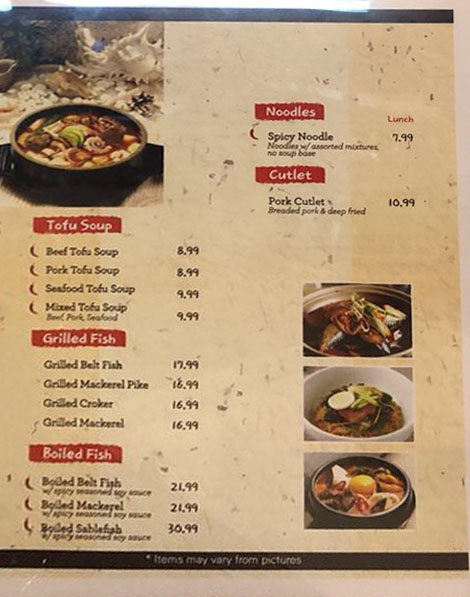 Noodles
Lunch
Spicy Noodle 7.99
Noodles w/ assorted mixtures,
no soup base
Cutlet
Pork Cutlet 10.99
Breaded pork & deep fried
Tofu Soup
Beef Tofu Soup 8.99
Pork Tofu Soup 8.99
Seafood Tofu Soup 9.99
Mixed Tofu Soup 9.99
Beef, Pork, Seafood
Grilled Fish
Grilled Belt Fish 17.99
Grilled Mackerel Pike 16.99
Grilled Croker 16.99
Grilled Mackerel 16.99
Boiled Fish
Boiled Belt Fish 21.99
w/ spicy seasoned soy sauce
Boiled Mackerel 21.99
w/ spicy seasoned soy sauce
Boiled Sablefish 30.99
w/ spicy seasoned soy sauce
* Items may vary from pictures